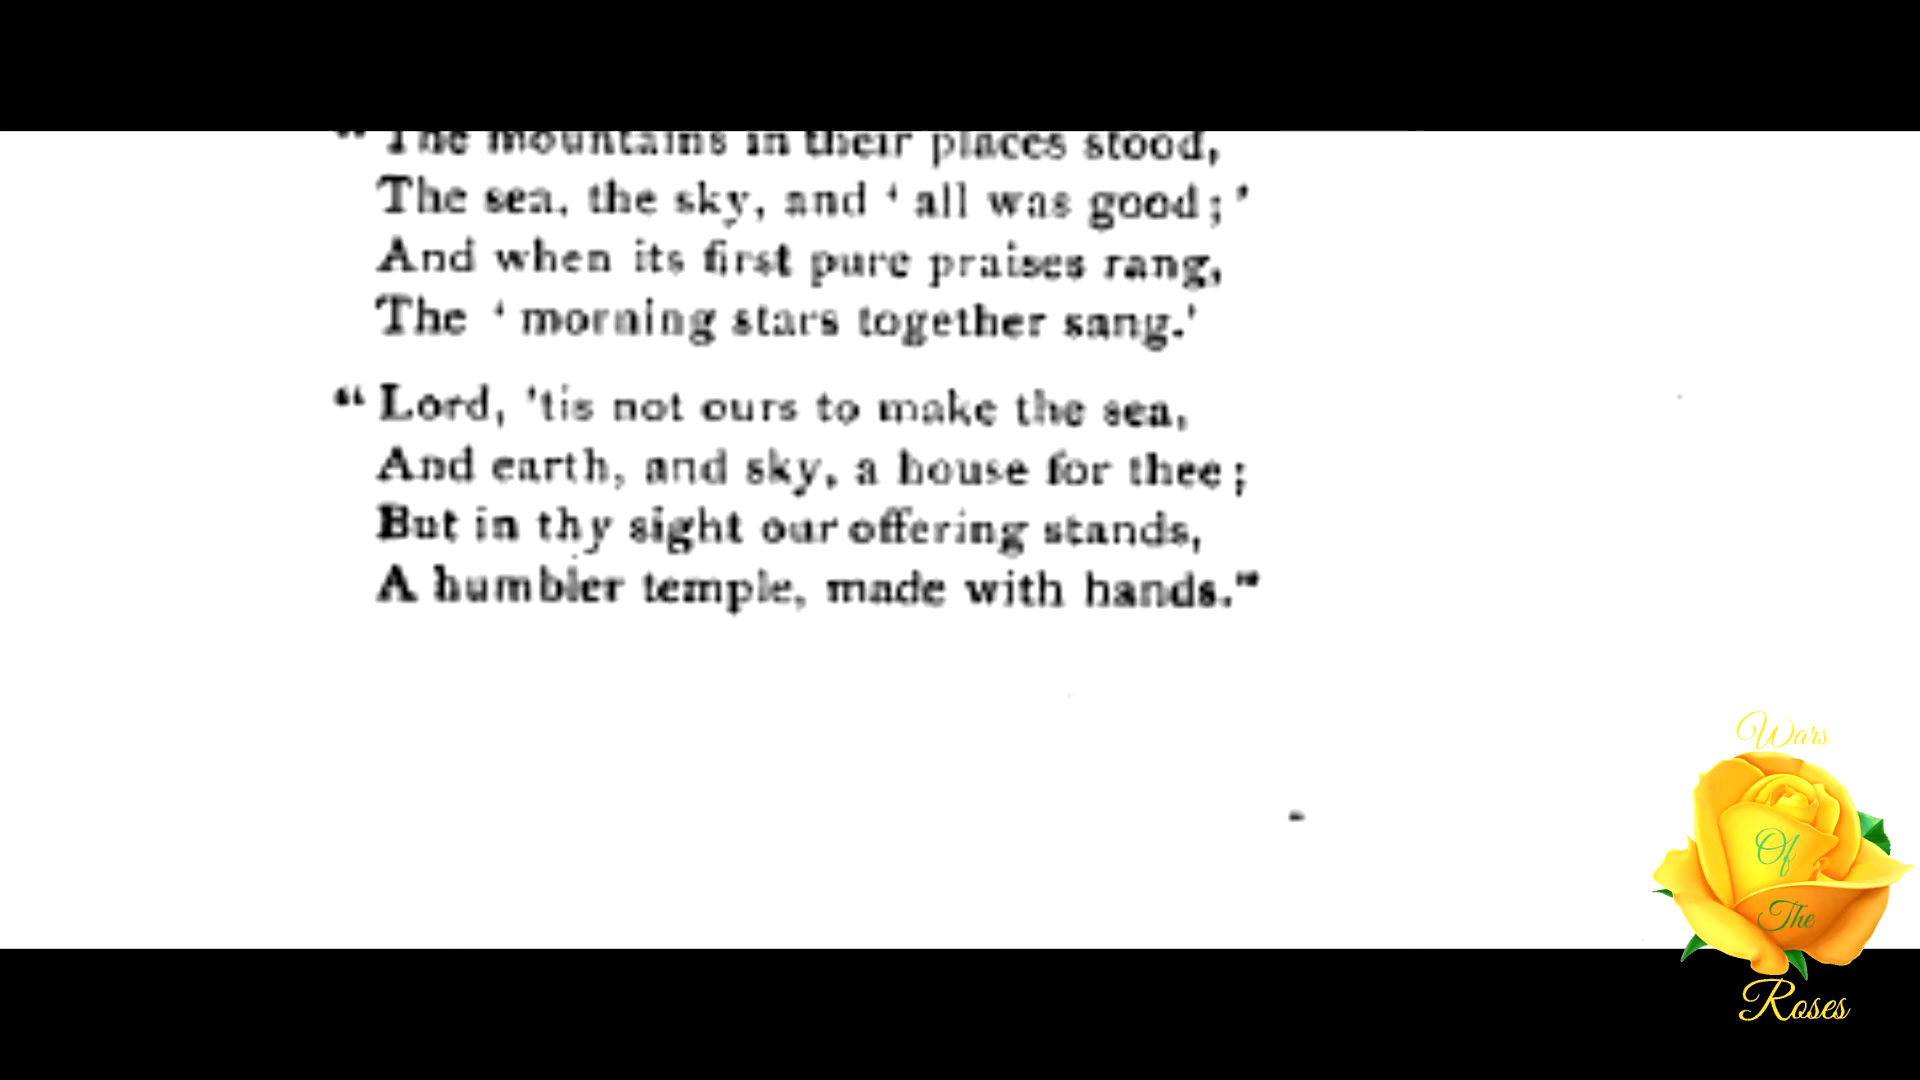 “ The mountains in their places stood,
The sea, the sky, and ‘ all was good ; ’
And when its first pure praises rang,
The ‘ morning stars together sang.’
“ Lord, ’tis not ours to make the sea,
And earth, and sky, a house for thee ;
But in thy sight our offering stands,
A humbler temple, made with hands.”
Wars
Of
The
Roses